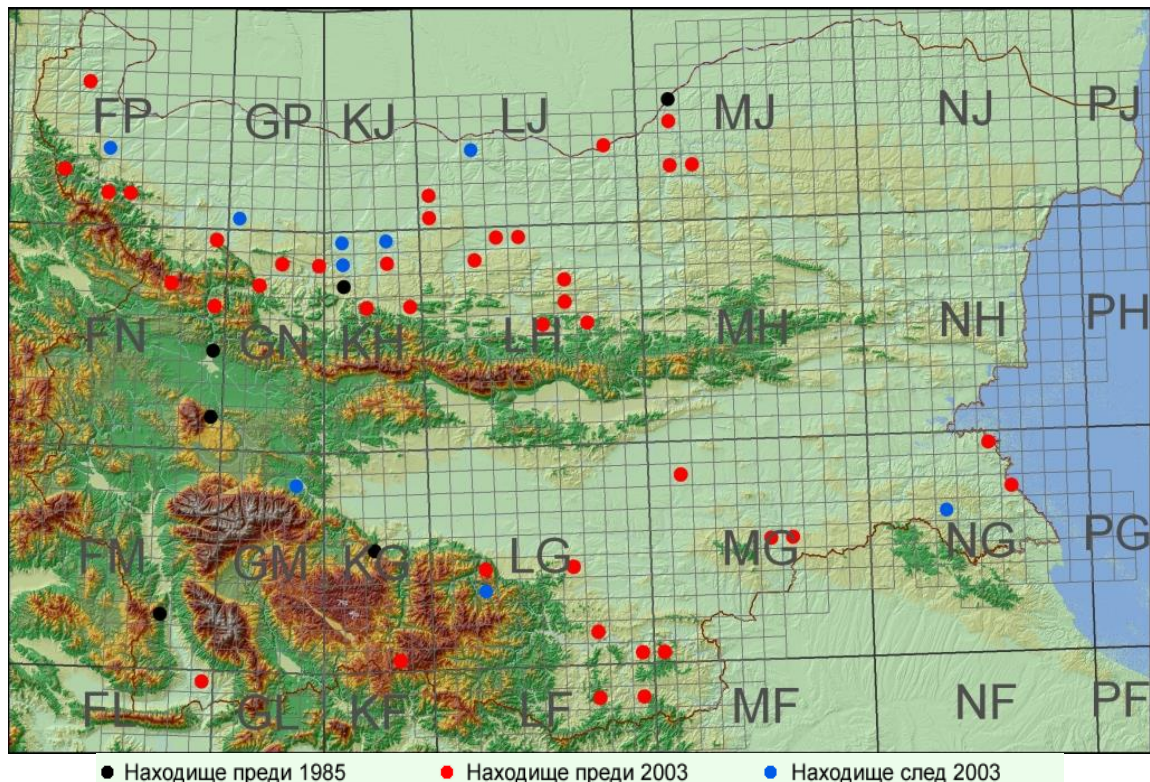 FP GP KJ LJ MJ NJ PJ
FN GN KH LH MH NH PH
FM GM KG LG MG NG PG
FL GL KF LF MF NF PF
Находище преди 1985 Находище преди 2003 Находище след 2003